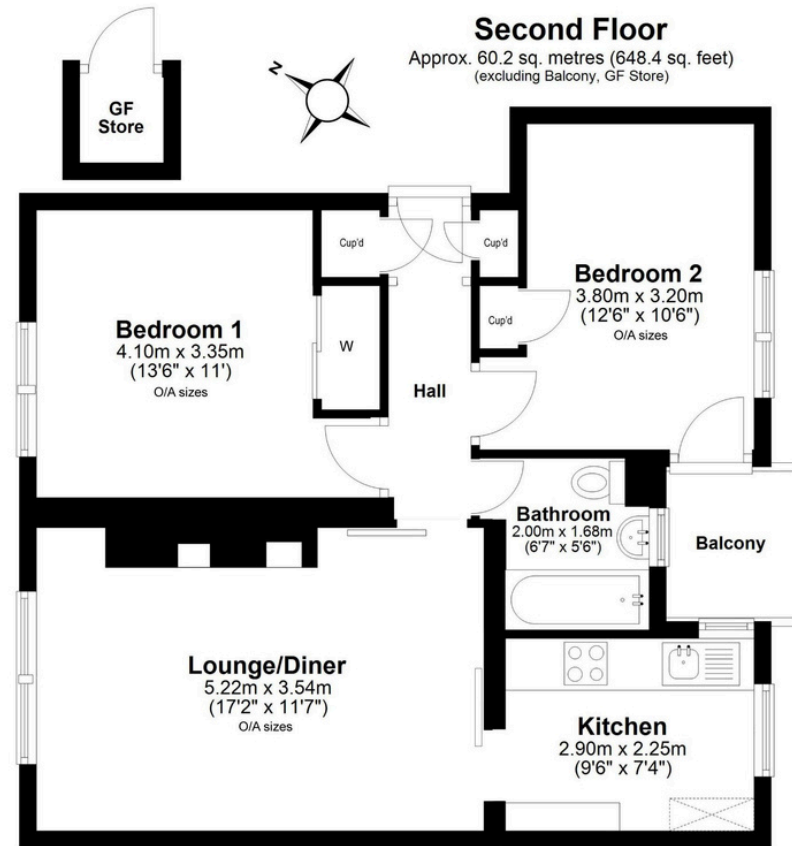 Second Floor
Approx. 60.2 sq. metres (648.4 sq. feet)
(excluding Balcony, GF Store)
GF
Store
N
Cup'd
Cup'd
Bedroom 2
3.80m x 3.20m
(12'6" x 10'6")
O/A sizes
Cup'd
Bedroom 1
4.10m x 3.35m
(13'6" x 11')
O/A sizes
W
Hall
Bathroom
2.00m x 1.68m
(6'7" x 5'6")
Balcony
Lounge/Diner
5.22m x 3.54m
(17'2" x 11'7")
O/A sizes
Kitchen
2.90m x 2.25m
(9'6" x 7'4")